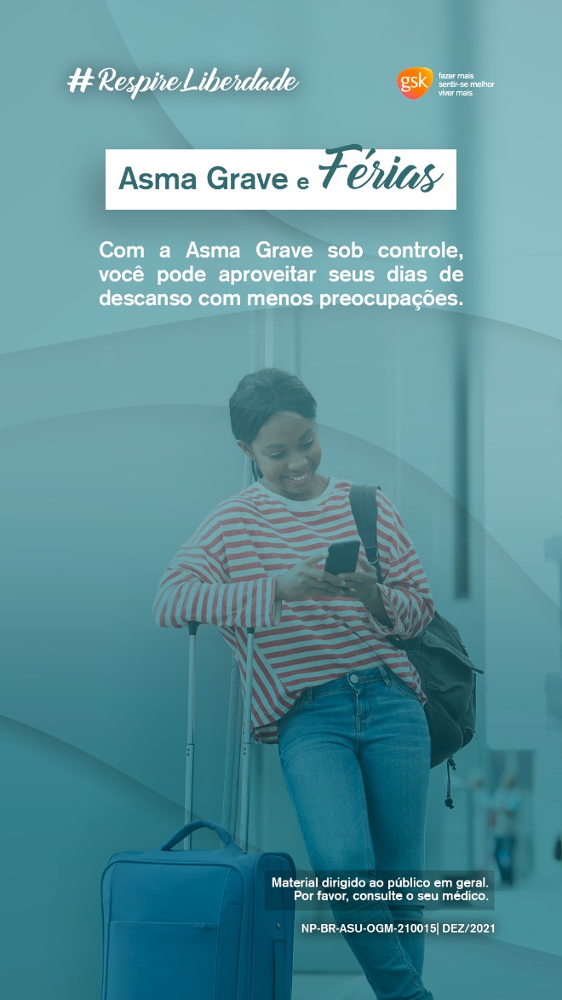 #RespireLiberdade
gsk
fazer mais
sentir-se melhor
viver mais
Asma Grave e Férias
Com a Asma Grave sob controle,
você pode aproveitar seus dias de
descanso com menos preocupações.
Material dirigido ao público em geral.
Por favor, consulte o seu médico.
NP-BR-ASU-OGM-210015| DEZ/2021